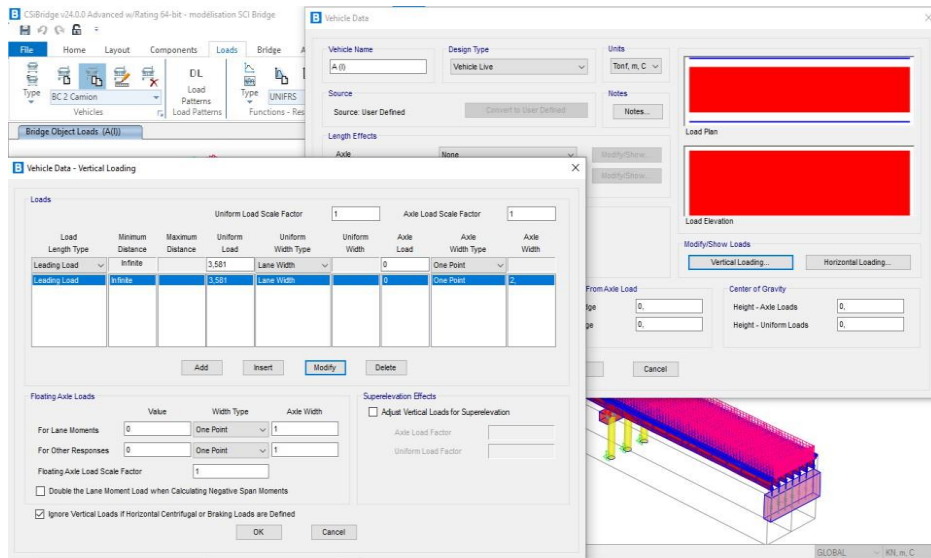 CSiBridge v24.0.0 Advanced w/Rating 64-bit - modélisation SCI Bridge
File Home Layout Components Loads Bridge A
Type
BC 2 Camion
Vehicles
DL
Load
Patterns
Load Patterns
Type UNIFRS
Functions - Res
Bridge Object Loads (A(l))
Vehicle Data
Vehicle Name
A (l)
Design Type
Vehicle Live
Units
Tonf, m, C
Source
Source: User Defined
Convert to User Defined
Notes
Notes...
Length Effects
Axle None Modify/Show...
Modify/Show...
Load Plan
Load Elevation
Modify/Show Loads
Vertical Loading... Horizontal Loading...
From Axle Load
dge 0,
ge 0,
Center of Gravity
Height - Axle Loads 0,
Height - Uniform Loads 0,
Cancel
Vehicle Data - Vertical Loading
Loads
Uniform Load Scale Factor 1 Axle Load Scale Factor 1
Load Minimum Maximum Uniform Uniform Uniform Axle Axle Axle
Length Type Distance Distance Load Width Type Width Load Width Type Width
Leading Load Infinite 3,581 Lane Width 0 One Point
Leading Load Infinite 3,581 Lane Width 0 One Point 2,
Add Insert Modify Delete
Floating Axle Loads
Value Width Type Axle Width
For Lane Moments 0 One Point 1
For Other Responses 0 One Point 1
Floating Axle Load Scale Factor 1
Double the Lane Moment Load when Calculating Negative Span Moments
Superelevation Effects
Adjust Vertical Loads for Superelevation
Axle Load Factor
Uniform Load Factor
Ignore Vertical Loads if Horizontal Centrifugal or Braking Loads are Defined
OK Cancel
GLOBAL KN, m, C